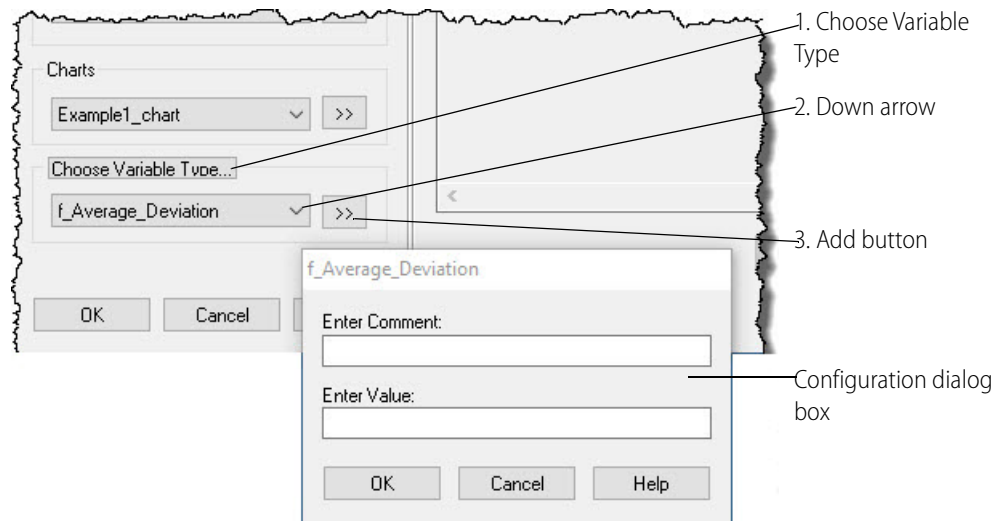 1. Choose Variable
Type
Charts
Example1_chart
>>
2. Down arrow
Choose Variable Type...
f_Average_Deviation
>>
<
3. Add button
f_Average_Deviation
OK
Cancel
Enter Comment:
Configuration dialog
box
Enter Value:
OK
Cancel
Help